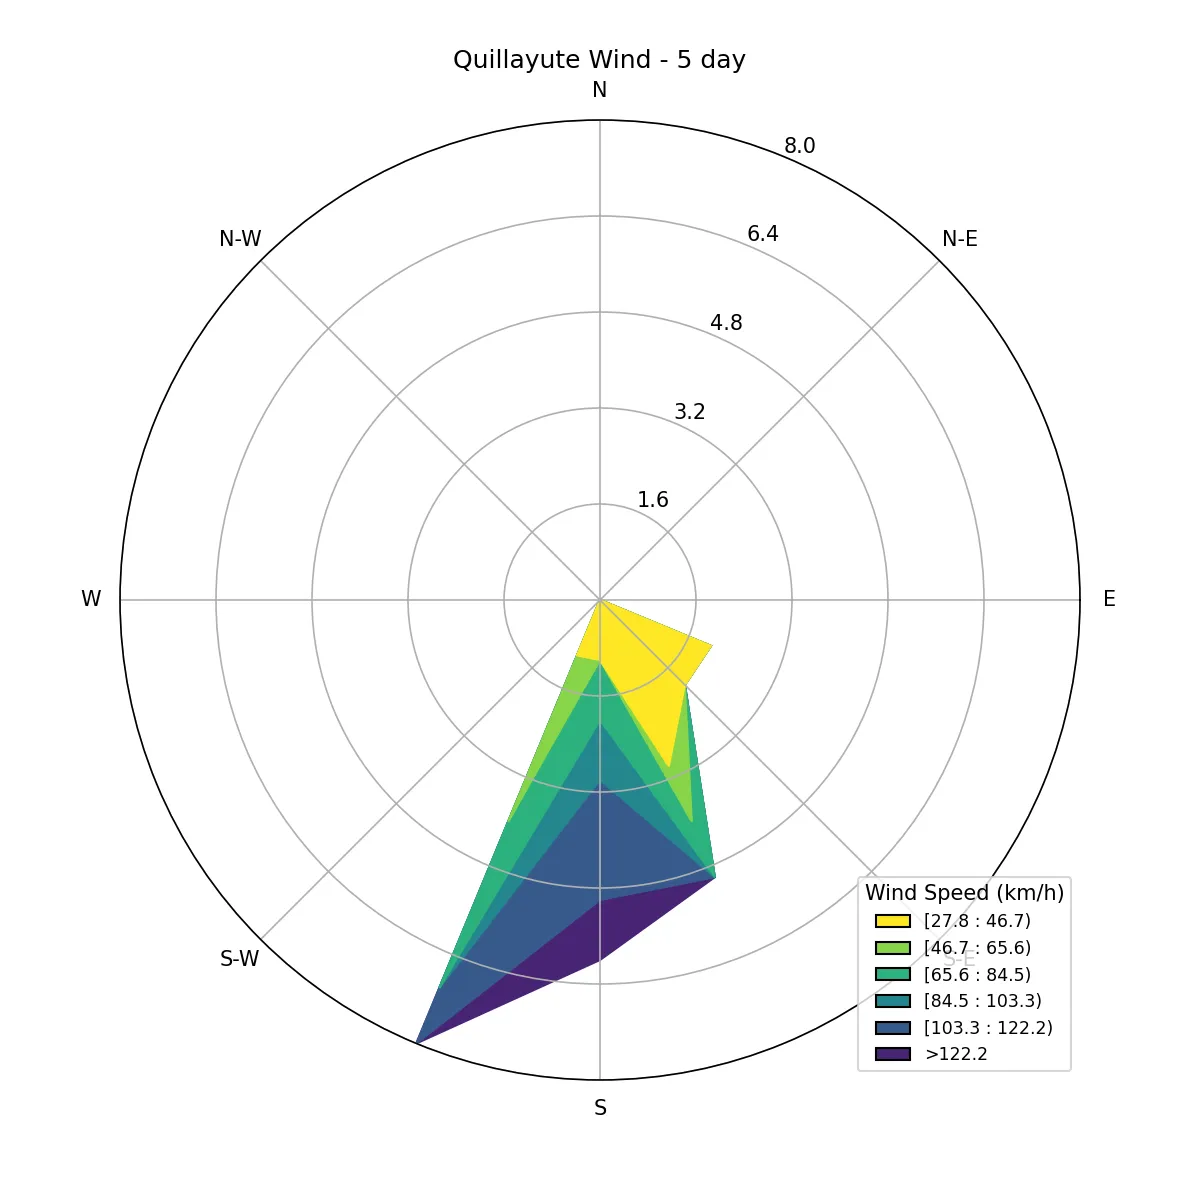 Quillayute Wind - 5 day
N
8.0
N-W
6.4
N-E
4.8
3.2
1.6
W
E
Wind Speed (km/h)
[27.8 : 46.7)
[46.7 : 65.6)
S-W
S-E
[65.6 : 84.5)
[84.5 : 103.3)
[103.3 : 122.2)
>122.2
S